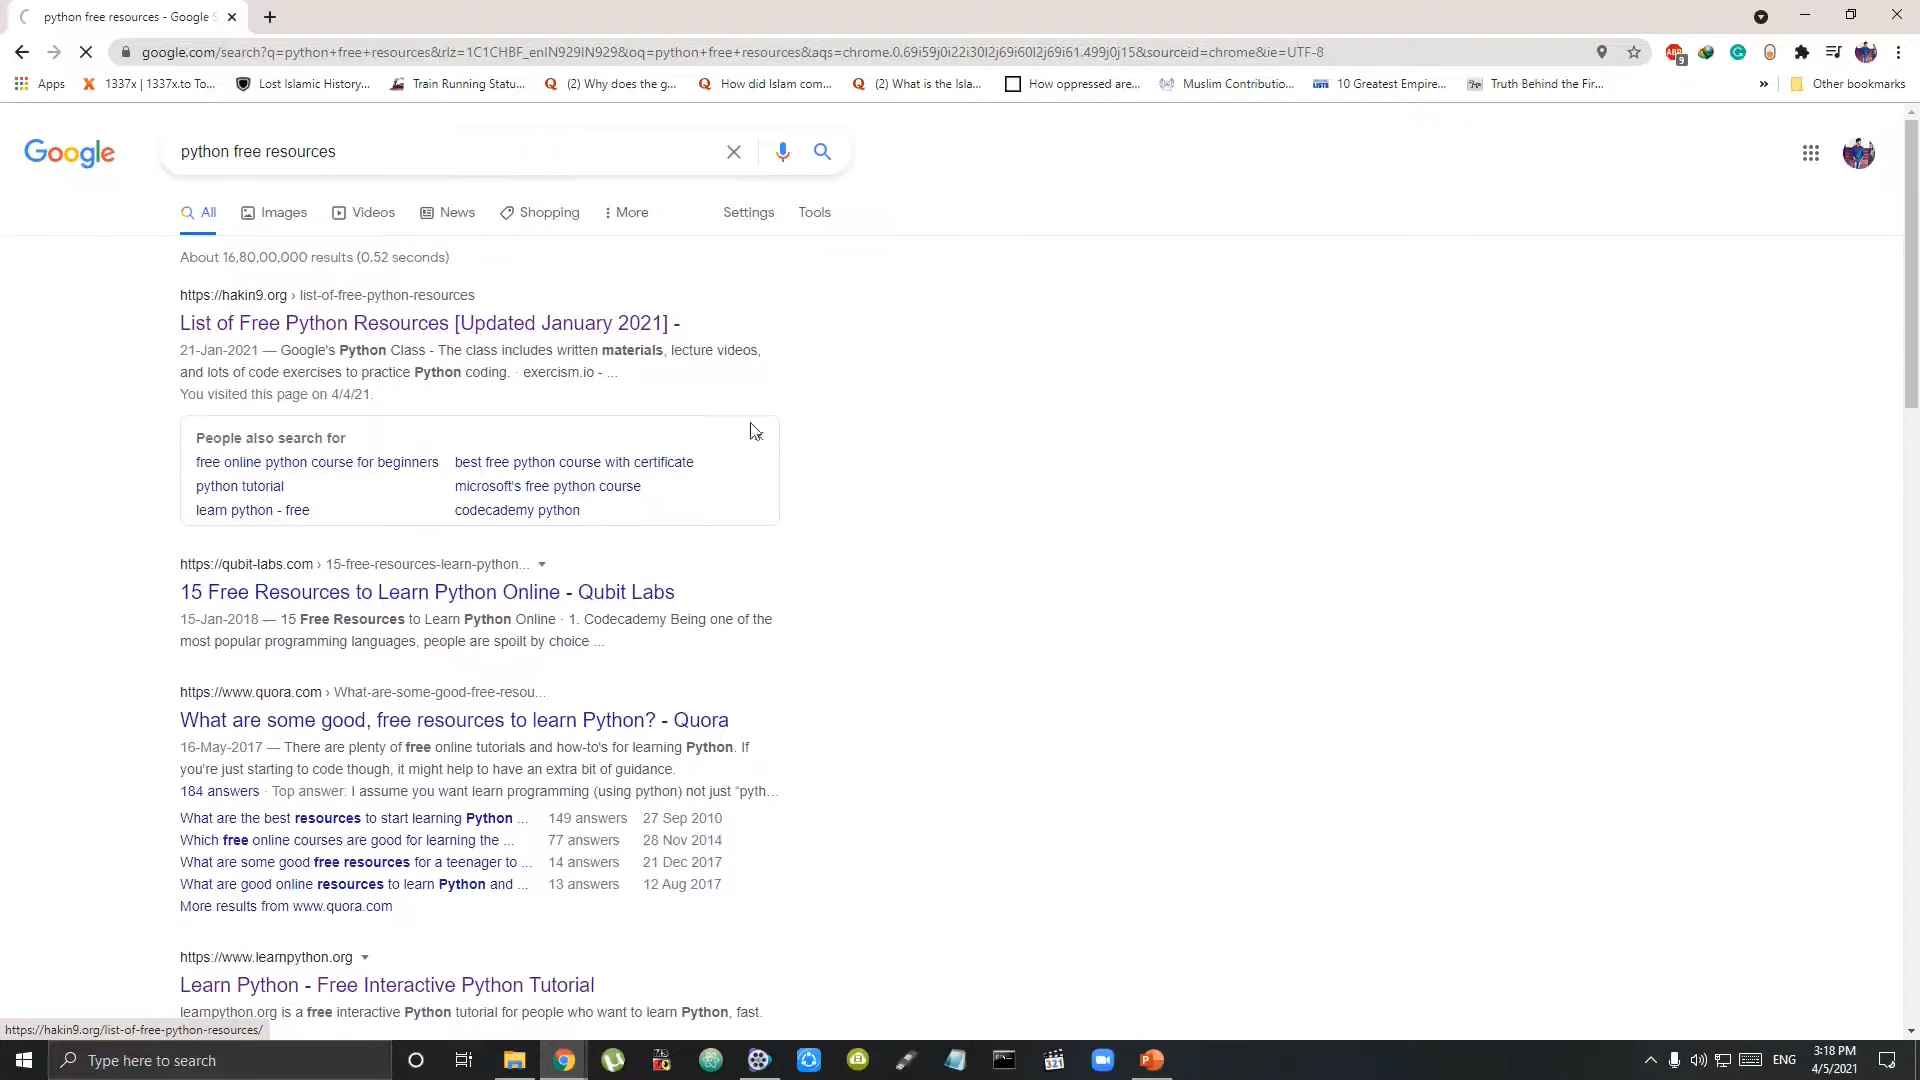 python free resources - Google S
google.com/search?q=python+free+resources&rlz=1C1CHBF_enIN929IN929&oq=python+free+resources&aqs=chrome.0.69i59j0i22i30l2j69i60l2j69i61.499j0j15&sourceid=chrome&ie=UTF-8
9
Apps
1337x | 1337x.to To...
Lost Islamic History...
Train Running Statu...
(2) Why does the g...
How did Islam com...
(2) What is the Isla...
How oppressed are...
Muslim Contributio...
10 Greatest Empire...
Truth Behind the Fir...
»
Other bookmarks
Google
python free resources
All
Images
Videos
News
Shopping
More
Settings
Tools
About 16,80,00,000 results (0.52 seconds)
https://hakin9.org › list-of-free-python-resources
List of Free Python Resources [Updated January 2021] -
21-Jan-2021 — Google's Python Class - The class includes written materials, lecture videos,
and lots of code exercises to practice Python coding. · exercism.io - ...
You visited this page on 4/4/21.
People also search for
free online python course for beginners
best free python course with certificate
python tutorial
microsoft's free python course
learn python - free
codecademy python
https://qubit-labs.com › 15-free-resources-learn-python...
15 Free Resources to Learn Python Online - Qubit Labs
15-Jan-2018 — 15 Free Resources to Learn Python Online · 1. Codecademy Being one of the
most popular programming languages, people are spoilt by choice ...
https://www.quora.com › What-are-some-good-free-resou...
What are some good, free resources to learn Python? - Quora
16-May-2017 — There are plenty of free online tutorials and how-to's for learning Python. If
you're just starting to code though, it might help to have an extra bit of guidance.
184 answers · Top answer: I assume you want learn programming (using python) not just “pyth...
What are the best resources to start learning Python ... 149 answers 27 Sep 2010
Which free online courses are good for learning the ... 77 answers 28 Nov 2014
What are some good free resources for a teenager to ... 14 answers 21 Dec 2017
What are good online resources to learn Python and ... 13 answers 12 Aug 2017
More results from www.quora.com
https://www.learnpython.org
Learn Python - Free Interactive Python Tutorial
learnpython.org is a free interactive Python tutorial for people who want to learn Python, fast.
https://hakin9.org/list-of-free-python-resources/
Type here to search
ENG
3:18 PM
4/5/2021